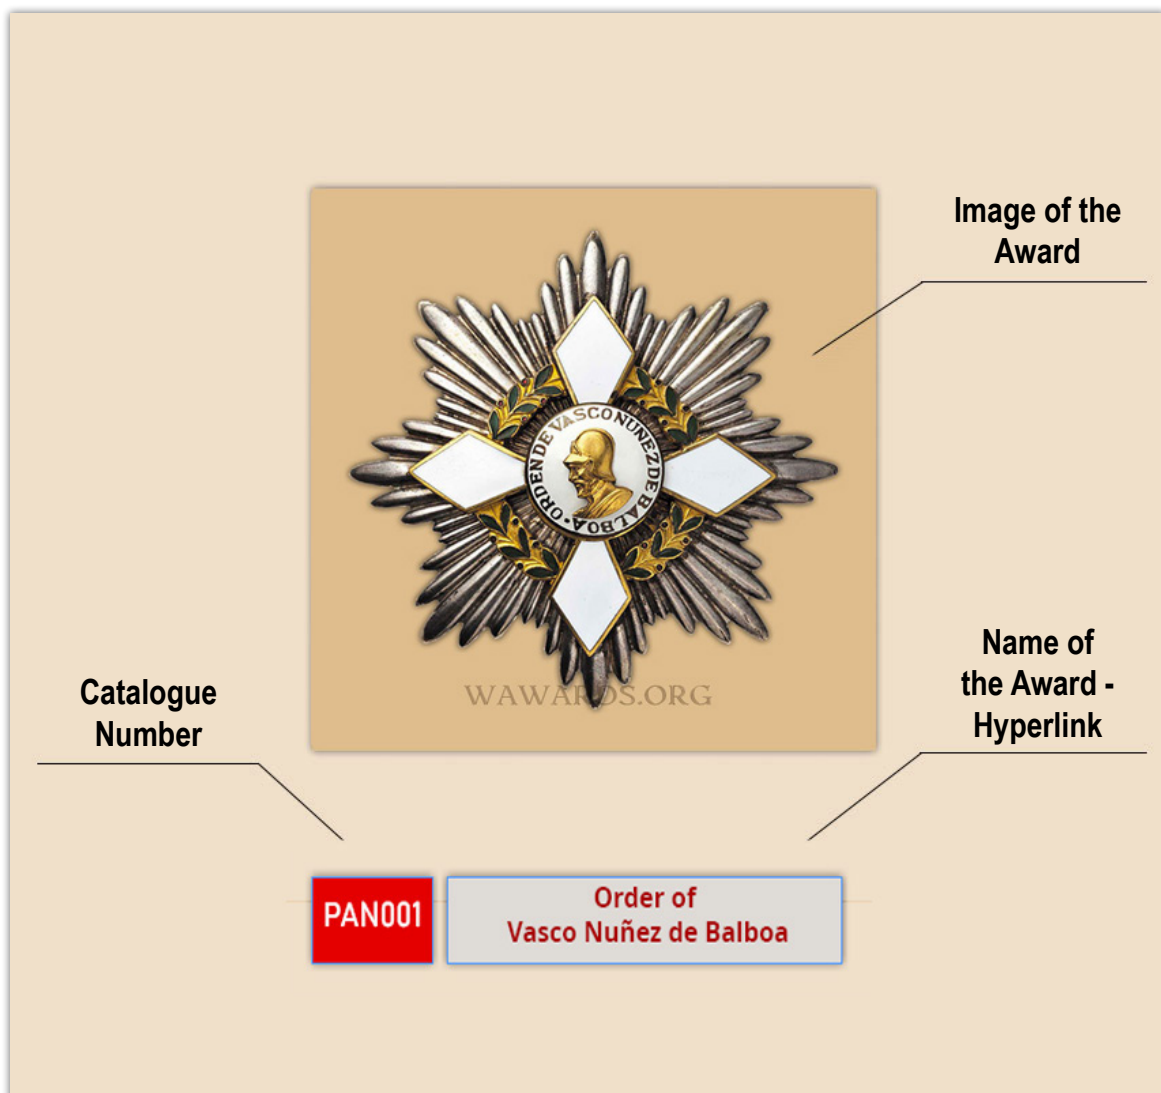 Image of the
Award
ORDEN DE VASCO NUÑEZ DE BALBOA
WAWARDS.ORG
Name of
the Award -
Hyperlink
Catalogue
Number
PAN001
Order of
Vasco Nuñez de Balboa